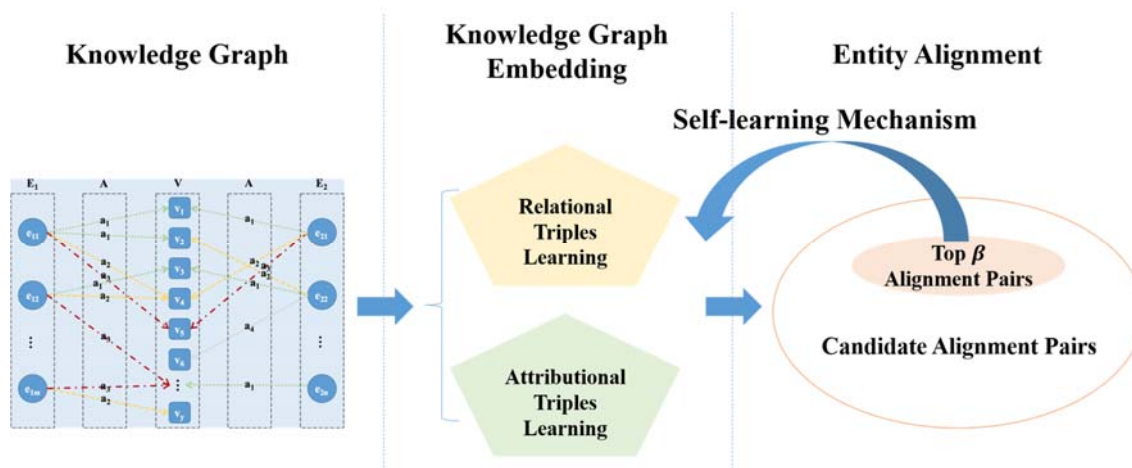 Knowledge Graph
Knowledge Graph
Embedding
Entity Alignment
Self-learning Mechanism
E₁ A V A E₂
v₁
a₁ a₁
e₁₁ e₂₁
a₁ v₂
a₂ a₂
a₃ v₃
a₁ a₁
e₁₂ a₂ v₄ e₂₂
v₅
a₄
⋮ v₆ ⋮
⋮
e₁ₘ a₃ a₁ e₂ₙ
a₂ vᵧ
Relational
Triples
Learning
Attributional
Triples
Learning
Top β
Alignment Pairs
Candidate Alignment Pairs